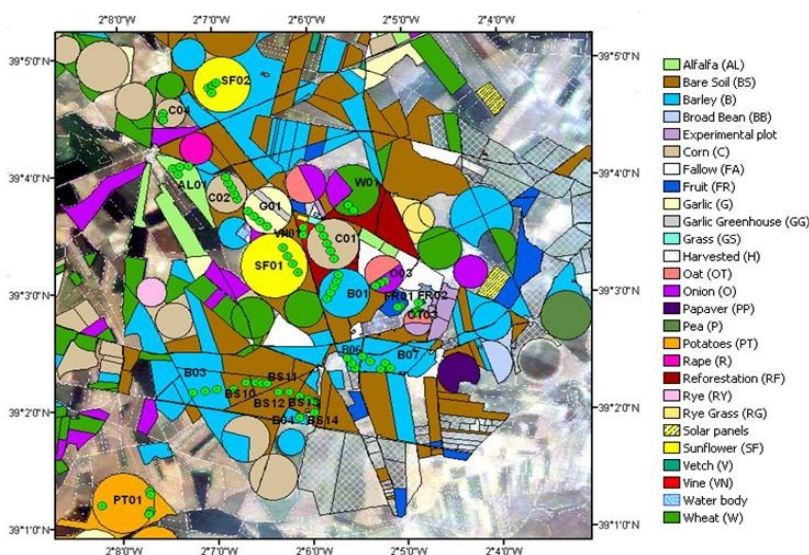 2°8'0"W 2°7'0"W 2°6'0"W 2°5'0"W 2°4'0"W
39°5'0"N
39°4'0"N
39°3'0"N
39°2'0"N
39°1'0"N
SF02
C04
AL01
C02
W01
G01
VN01
C01
SF01
O03
B01
FR01
FR02
OT03
B06
B07
B03
BS11
BS10
BS12
BS13
B04
BS14
PT01
39°5'0"N
39°4'0"N
39°3'0"N
39°2'0"N
39°1'0"N
2°8'0"W 2°7'0"W 2°6'0"W 2°5'0"W 2°4'0"W
Alfalfa (AL)
Bare Soil (BS)
Barley (B)
Broad Bean (BB)
Experimental plot
Corn (C)
Fallow (FA)
Fruit (FR)
Garlic (G)
Garlic Greenhouse (GG)
Grass (GS)
Harvested (H)
Oat (OT)
Onion (O)
Papaver (PP)
Pea (P)
Potatoes (PT)
Rape (R)
Reforestation (RF)
Rye (RY)
Rye Grass (RG)
Solar panels
Sunflower (SF)
Vetch (V)
Vine (VN)
Water body
Wheat (W)